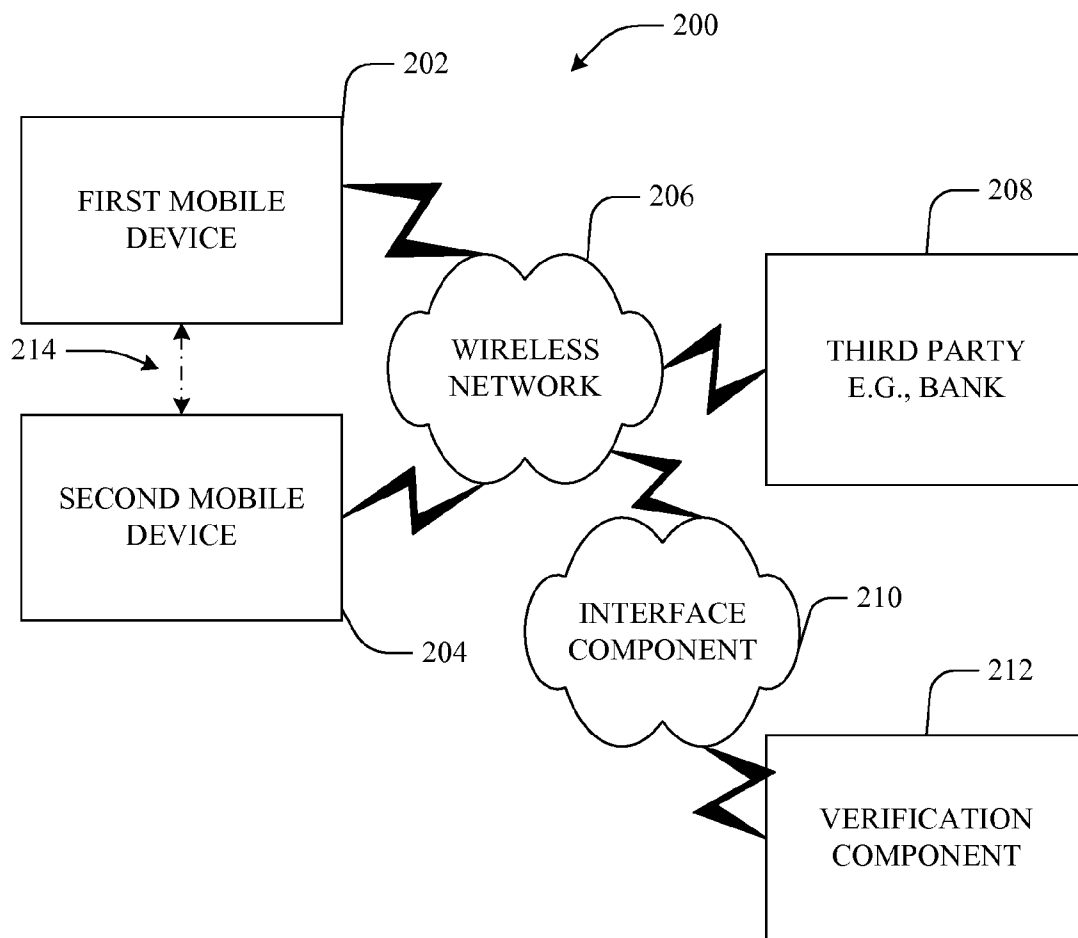 200
202
FIRST MOBILE
DEVICE
206
208
214
WIRELESS
NETWORK
THIRD PARTY
E.G., BANK
SECOND MOBILE
DEVICE
INTERFACE
COMPONENT
210
204
212
VERIFICATION
COMPONENT